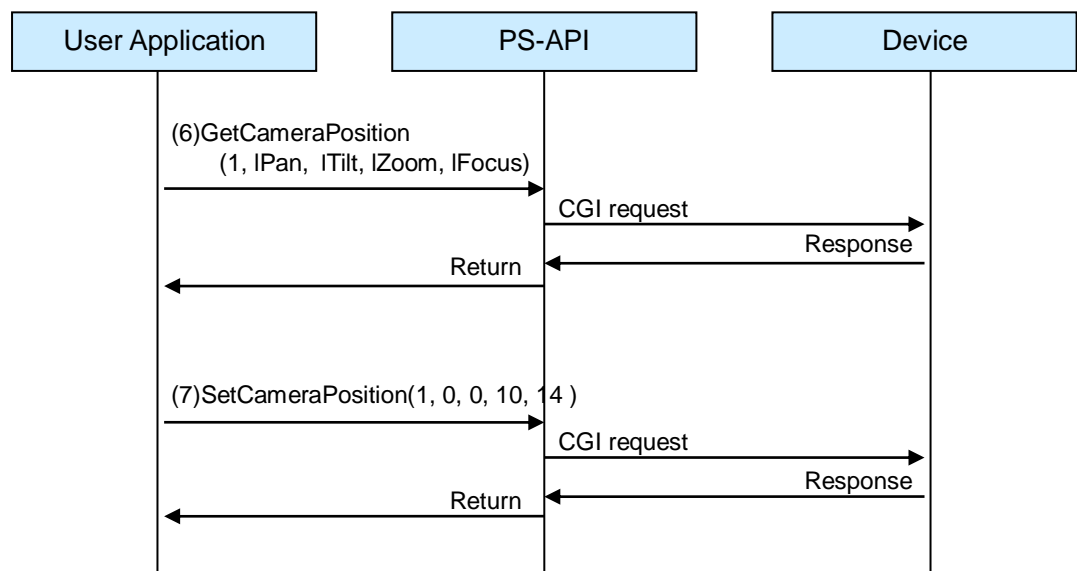 User Application
PS-API
Device
(6)GetCameraPosition
(1, lPan, lTilt, lZoom, lFocus)
CGI request
Response
Return
(7)SetCameraPosition(1, 0, 0, 10, 14 )
CGI request
Response
Return